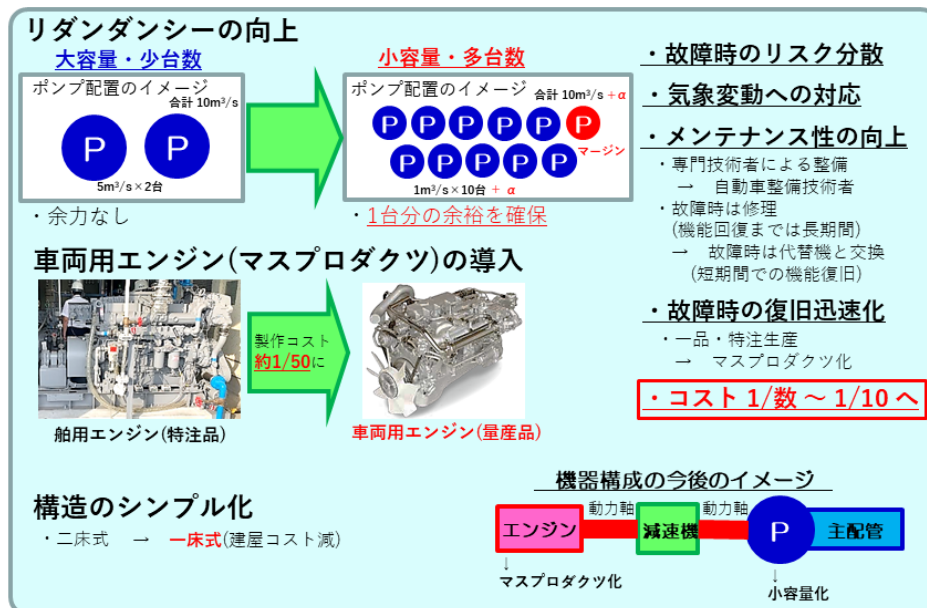 リダンダンシーの向上
大容量・少台数
ポンプ配置のイメージ
合計 10m³/s
P
P
5m³/s×2台
・余力なし
小容量・多台数
ポンプ配置のイメージ
合計 10m³/s +α
P P P P P P
マージン
P P P P P
1m³/s×10台 + α
・1台分の余裕を確保
車両用エンジン(マスプロダクツ)の導入
製作コスト
約1/50に
舶用エンジン(特注品)
車両用エンジン(量産品)
構造のシンプル化
・二床式 → 一床式(建屋コスト減)
・故障時のリスク分散
・気象変動への対応
・メンテナンス性の向上
・専門技術者による整備
→ 自動車整備技術者
・故障時は修理
(機能回復までは長期間)
→ 故障時は代替機と交換
(短期間での機能復旧)
・故障時の復旧迅速化
・一品・特注生産
→ マスプロダクツ化
・コスト 1/数 ~ 1/10 へ
機器構成の今後のイメージ
エンジン
動力軸
減速機
動力軸
P
主配管
↓
マスプロダクツ化
↓
小容量化